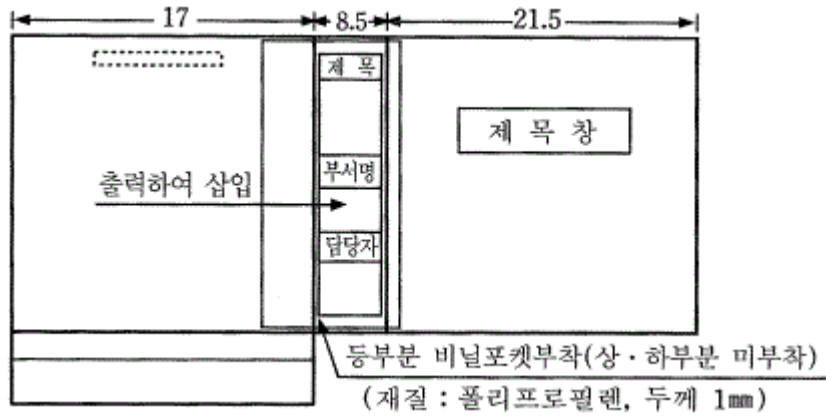 17 8.5 21.5
제 목
제 목 창
부서명
출력하여 삽입
담당자
등부분 비닐포켓부착(상·하부분 미부착)
(재질 : 폴리프로필렌, 두께 1㎜)